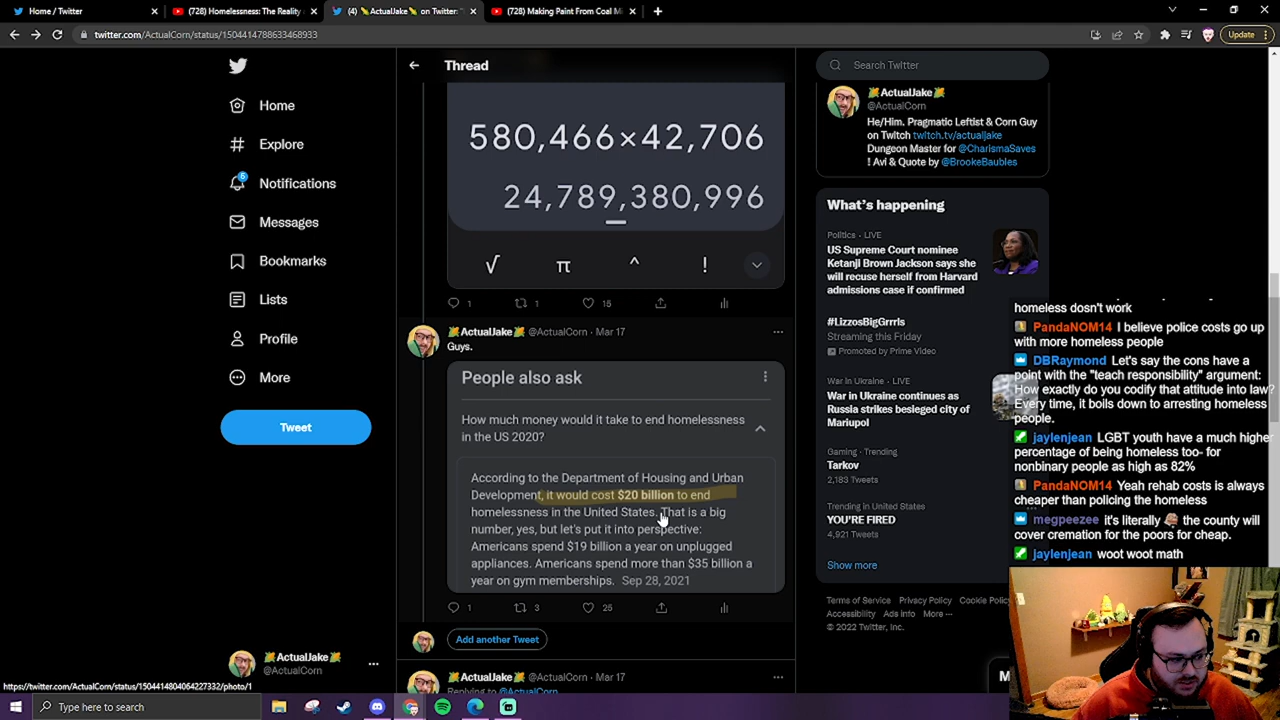 Home / Twitter
(728) Homelessness: The Reality
(4) 🌽ActualJake🌽 on Twitter:
(728) Making Paint From Coal M
twitter.com/ActualCorn/status/1504414788633468933
Update
Home
Explore
6
Notifications
Messages
Bookmarks
Lists
Profile
More
Tweet
🌽ActualJake🌽
@ActualCorn
https://twitter.com/ActualCorn/status/1504414804064227332/photo/1
Type here to search
Thread
580,466×42,706
24,789,380,996
√ π ^ !
1 1 15
🌽ActualJake🌽 @ActualCorn · Mar 17
Guys.
People also ask
How much money would it take to end homelessness
in the US 2020?
According to the Department of Housing and Urban
Development, it would cost $20 billion to end
homelessness in the United States. That is a big
number, yes, but let's put it into perspective:
Americans spend $19 billion a year on unplugged
appliances. Americans spend more than $35 billion a
year on gym memberships. Sep 28, 2021
1 3 25
Add another Tweet
🌽ActualJake🌽 @ActualCorn · Mar 17
Replying to @ActualCorn
Search Twitter
🌽ActualJake🌽
@ActualCorn
He/Him. Pragmatic Leftist & Corn Guy
on Twitch twitch.tv/actualjake
Dungeon Master for @CharismaSaves
! Avi & Quote by @BrookeBaubles
What's happening
Politics · LIVE
US Supreme Court nominee
Ketanji Brown Jackson says she
will recuse herself from Harvard
admissions case if confirmed
#LizzosBigGrrrls
Streaming this Friday
Promoted by Prime Video
War in Ukraine · LIVE
War in Ukraine continues as
Russia strikes besieged city of
Mariupol
Gaming · Trending
Tarkov
2,183 Tweets
Trending in United States
YOU'RE FIRED
4,921 Tweets
Show more
Terms of Service Privacy Policy Cookie Policy
Accessibility Ads info More ···
© 2022 Twitter, Inc.
homeless dosn't work
PandaNOM14 I believe police costs go up
with more homeless people
DBRaymond Let's say the cons have a
point with the "teach responsibility" argument:
How exactly do you codify that attitude into law?
Every time, it boils down to arresting homeless
people.
jaylenjean LGBT youth have a much higher
percentage of being homeless too- for
nonbinary people as high as 82%
PandaNOM14 Yeah rehab costs is always
cheaper than policing the homeless
megpeezee it's literally the county will
cover cremation for the poors for cheap.
jaylenjean woot woot math